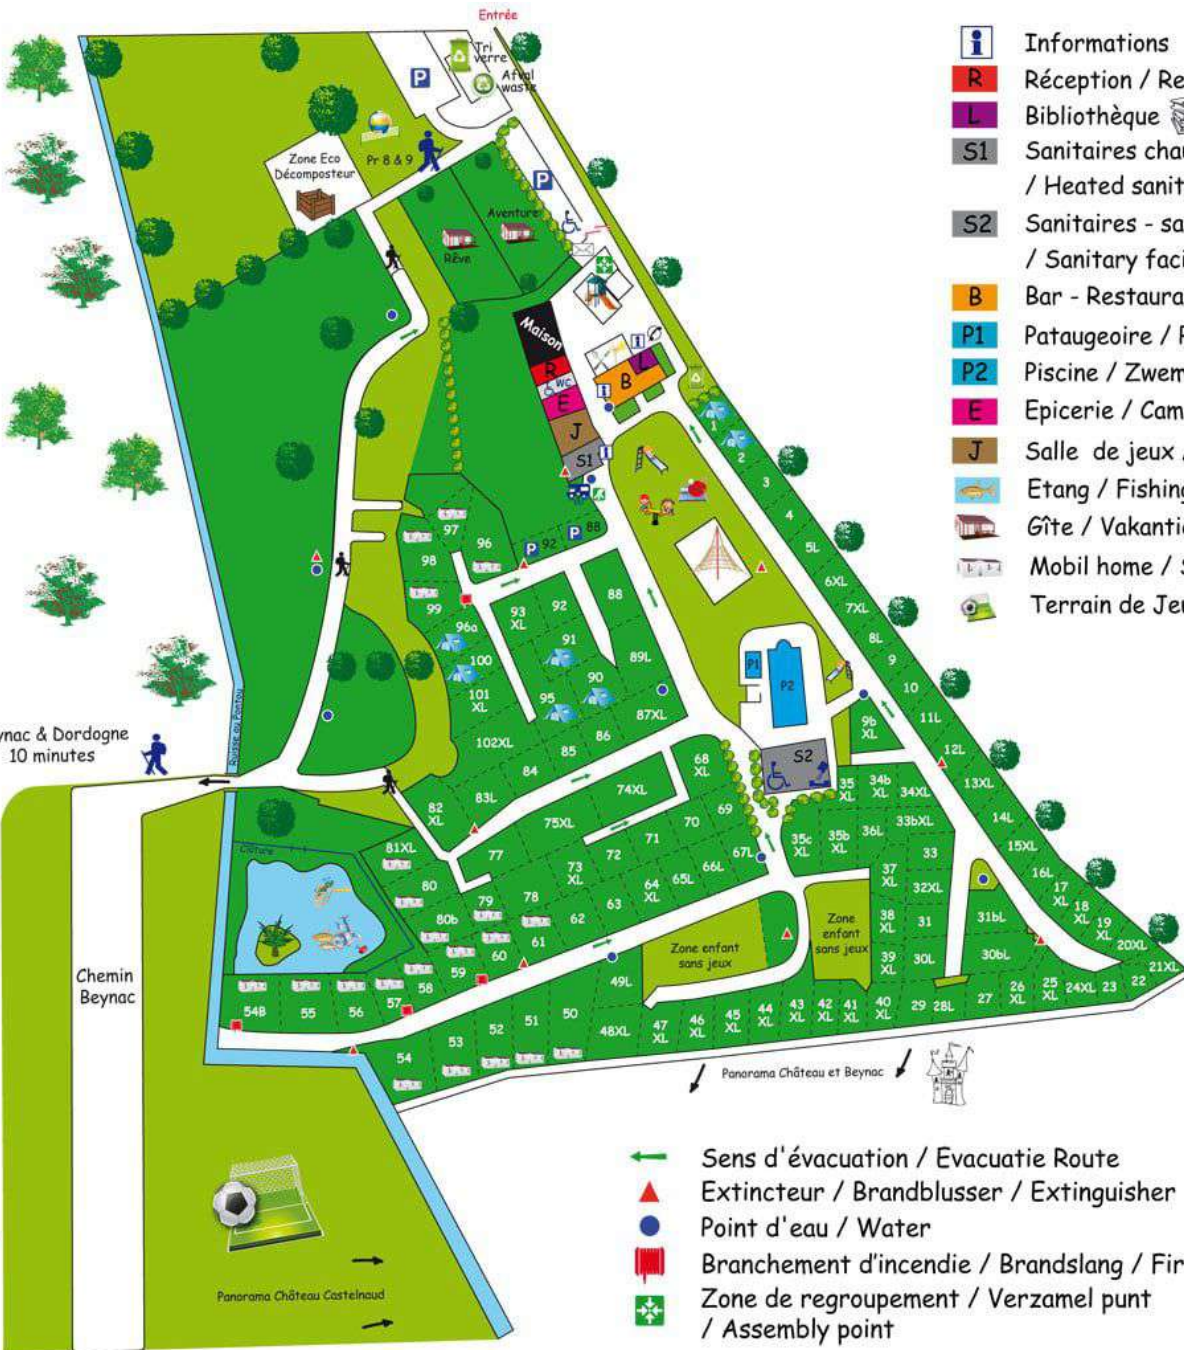 Entrée
Tri
verre
Afval
waste
P
Zone Eco
Décomposteur
Pr 8 & 9
P
Aventure
Rêve
Maison
R
WC
E
J
S1
L
B
P
92
P
88
1
2
3
4
5L
6XL
7XL
8L
9
10
11L
12L
13XL
14L
15XL
16L
17
XL
18
XL
19
XL
20XL
21XL
22
23
24XL
25
XL
26
XL
27
28L
29
30L
30bL
31
31bL
32XL
33
33bXL
34XL
34b
XL
35
XL
35b
XL
35c
XL
36L
37
XL
38
XL
39
XL
40
XL
41
XL
42
XL
43
XL
44
XL
45
XL
46
XL
47
XL
48XL
49L
50
51
52
53
54
54B
55
56
57
58
59
60
61
62
63
64
XL
65L
66L
67L
68
XL
69
70
71
72
73
XL
74XL
75XL
77
78
79
80
80b
81XL
82
XL
83L
84
85
86
87XL
88
89L
90
91
92
93
XL
95
96
96a
97
98
99
100
101
XL
102XL
9b
XL
P1
P2
S2
Zone enfant
sans jeux
Zone
enfant
sans jeux
Clôture
ynac & Dordogne
10 minutes
Chemin
Beynac
Panorama Château et Beynac
Panorama Château Castelnaud
i Informations
R Réception / Re
L Bibliothèque
S1 Sanitaires chau
/ Heated sanit
S2 Sanitaires - sa
/ Sanitary faci
B Bar - Restaura
P1 Pataugeoire / P
P2 Piscine / Zwem
E Epicerie / Cam
J Salle de jeux /
Etang / Fishing
Gîte / Vakantie
Mobil home / S
Terrain de Jeu
Sens d'évacuation / Evacuatie Route
Extincteur / Brandblusser / Extinguisher
Point d'eau / Water
Branchement d'incendie / Brandslang / Fir
Zone de regroupement / Verzamel punt
/ Assembly point